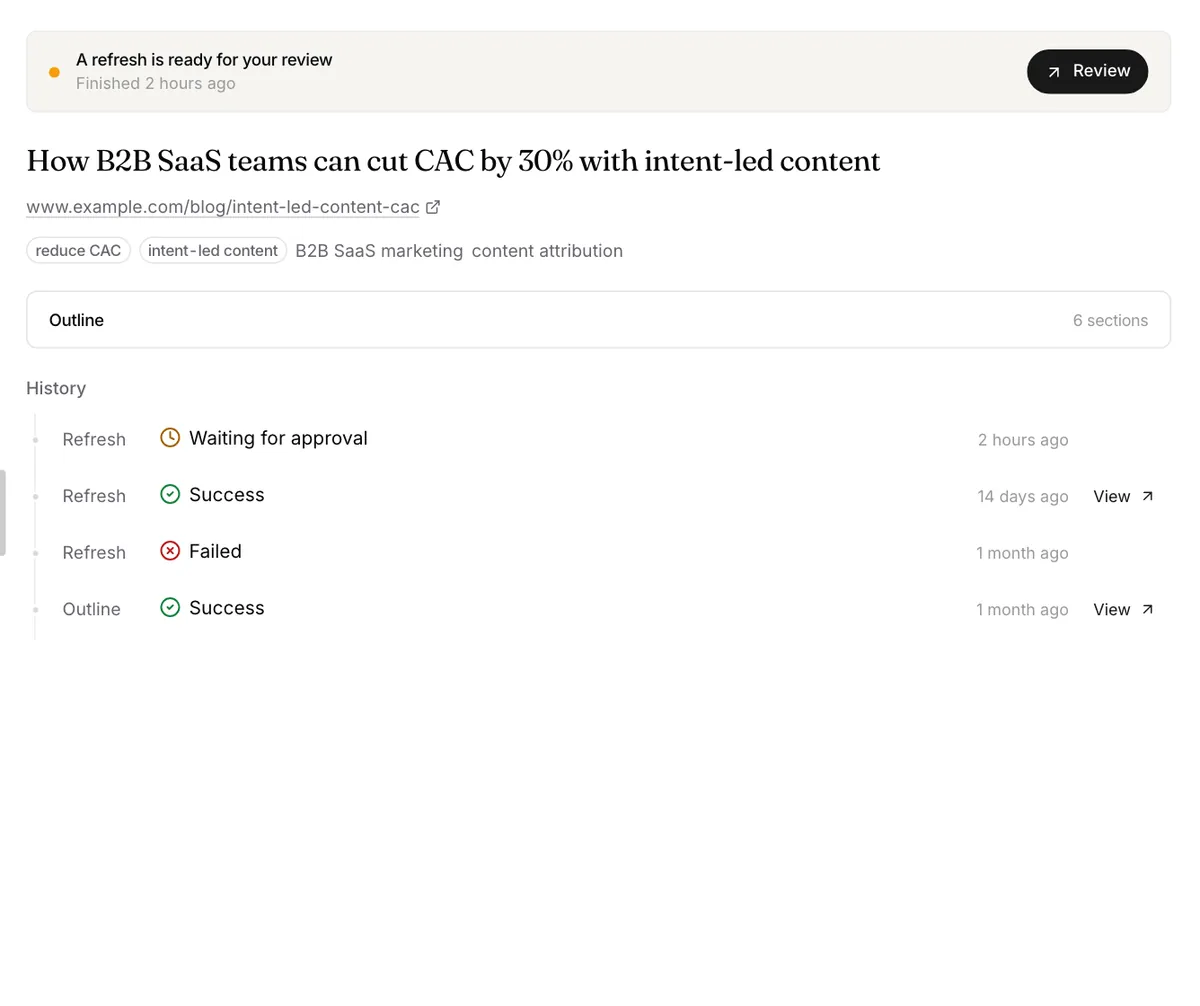 A refresh is ready for your review
Finished 2 hours ago
Review
How B2B SaaS teams can cut CAC by 30% with intent-led content
www.example.com/blog/intent-led-content-cac
reduce CAC intent-led content B2B SaaS marketing content attribution
Outline 6 sections
History
Refresh Waiting for approval 2 hours ago
Refresh Success 14 days ago View
Refresh Failed 1 month ago
Outline Success 1 month ago View